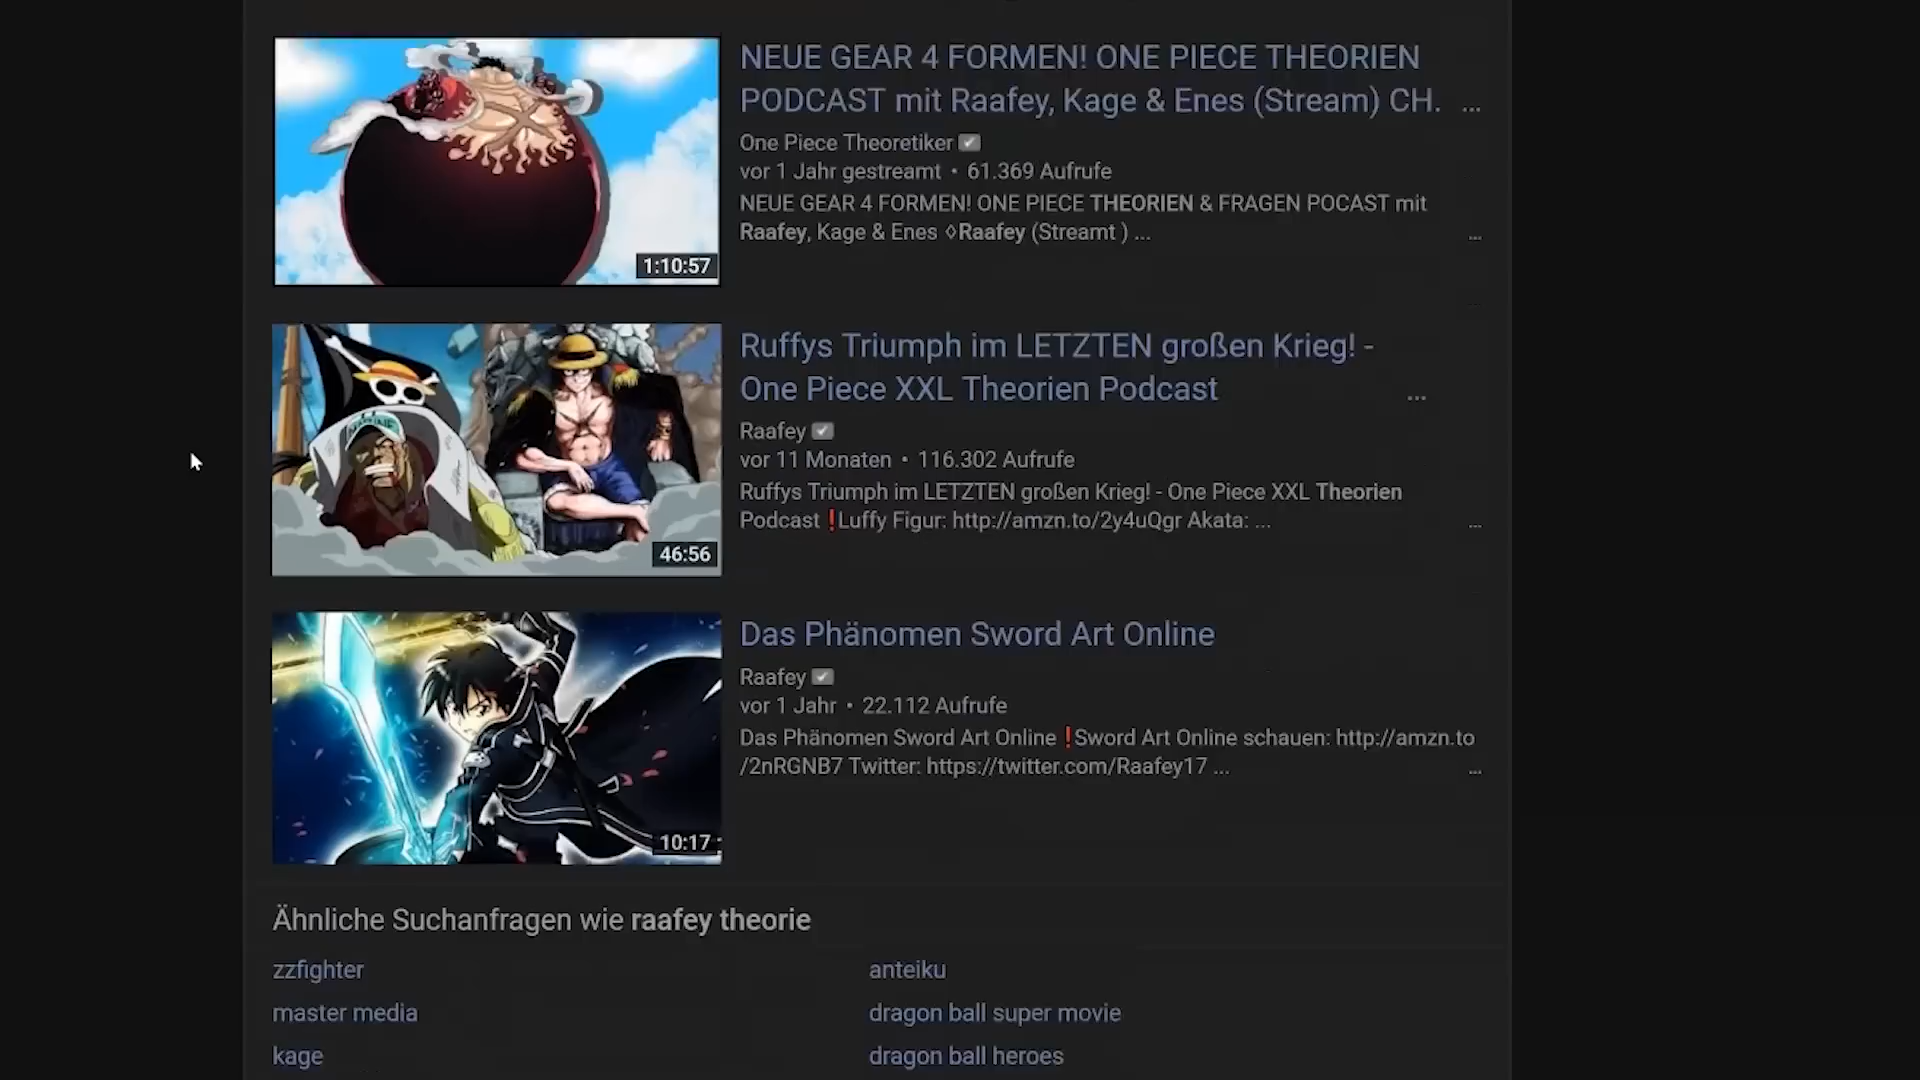 NEUE GEAR 4 FORMEN! ONE PIECE THEORIEN
PODCAST mit Raafey, Kage & Enes (Stream) CH. ...
One Piece Theoretiker
vor 1 Jahr gestreamt • 61.369 Aufrufe
NEUE GEAR 4 FORMEN! ONE PIECE THEORIEN & FRAGEN POCAST mit
Raafey, Kage & Enes ◊Raafey (Streamt ) ... ...
1:10:57
Ruffys Triumph im LETZTEN großen Krieg! -
One Piece XXL Theorien Podcast ...
Raafey
vor 11 Monaten • 116.302 Aufrufe
Ruffys Triumph im LETZTEN großen Krieg! - One Piece XXL Theorien
Podcast ❗Luffy Figur: http://amzn.to/2y4uQgr Akata: ... ...
MARINE
46:56
Das Phänomen Sword Art Online
Raafey
vor 1 Jahr • 22.112 Aufrufe
Das Phänomen Sword Art Online ❗Sword Art Online schauen: http://amzn.to
/2nRGNB7 Twitter: https://twitter.com/Raafey17 ... ...
10:17
Ähnliche Suchanfragen wie raafey theorie
zzfighter
anteiku
master media
dragon ball super movie
kage
dragon ball heroes